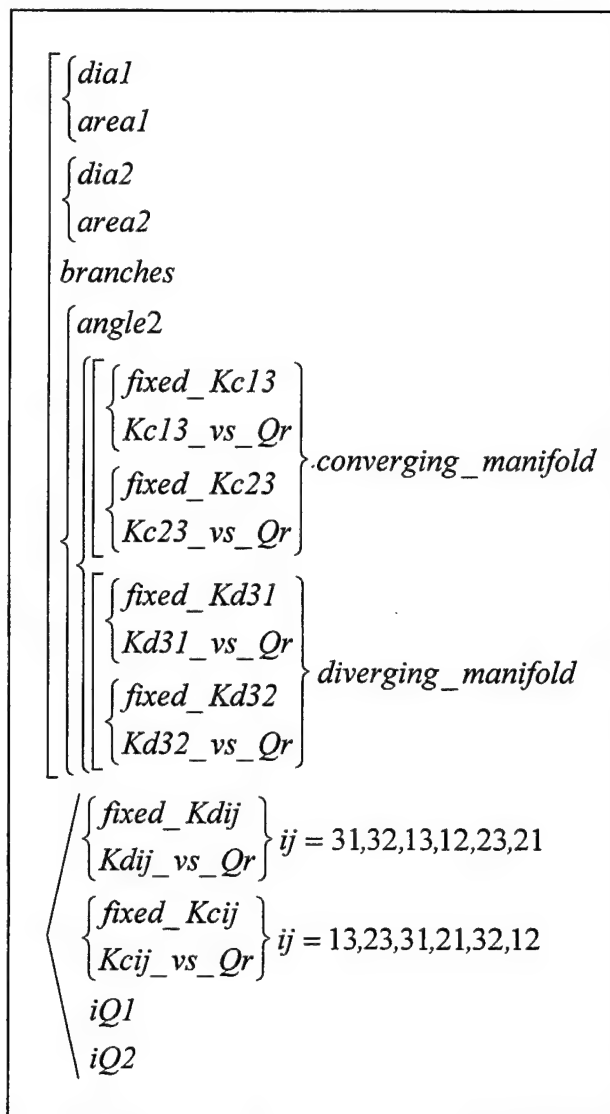 dia1
area1
dia2
area2
branches
angle2
fixed_Kc13
Kc13_vs_Qr
fixed_Kc23
Kc23_vs_Qr
converging_manifold
fixed_Kd31
Kd31_vs_Qr
fixed_Kd32
Kd32_vs_Qr
diverging_manifold
fixed_Kdij
Kdij_vs_Qr
ij = 31,32,13,12,23,21
fixed_Kcij
Kcij_vs_Qr
ij = 13,23,31,21,32,12
iQ1
iQ2